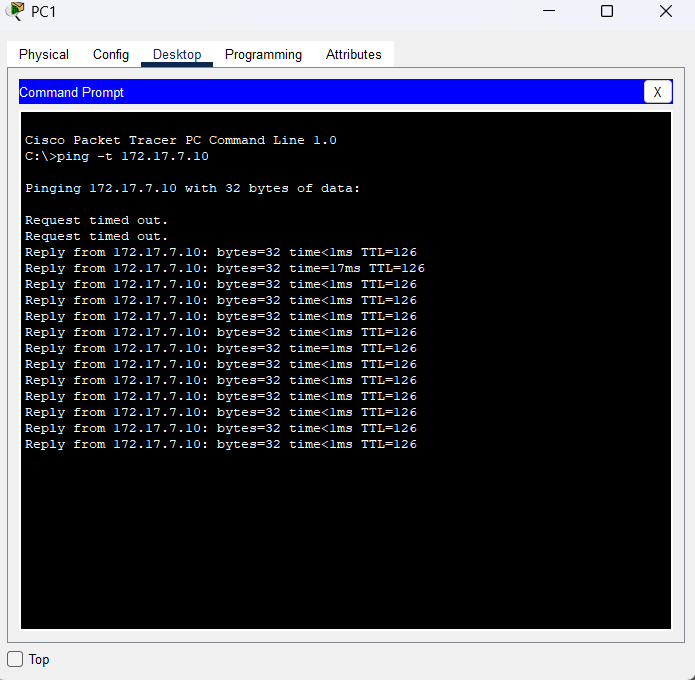 PC1
Physical Config Desktop Programming Attributes
Command Prompt X
Cisco Packet Tracer PC Command Line 1.0
C:\>ping -t 172.17.7.10
Pinging 172.17.7.10 with 32 bytes of data:
Request timed out.
Request timed out.
Reply from 172.17.7.10: bytes=32 time<1ms TTL=126
Reply from 172.17.7.10: bytes=32 time=17ms TTL=126
Reply from 172.17.7.10: bytes=32 time<1ms TTL=126
Reply from 172.17.7.10: bytes=32 time<1ms TTL=126
Reply from 172.17.7.10: bytes=32 time<1ms TTL=126
Reply from 172.17.7.10: bytes=32 time<1ms TTL=126
Reply from 172.17.7.10: bytes=32 time=1ms TTL=126
Reply from 172.17.7.10: bytes=32 time<1ms TTL=126
Reply from 172.17.7.10: bytes=32 time<1ms TTL=126
Reply from 172.17.7.10: bytes=32 time<1ms TTL=126
Reply from 172.17.7.10: bytes=32 time<1ms TTL=126
Reply from 172.17.7.10: bytes=32 time<1ms TTL=126
Reply from 172.17.7.10: bytes=32 time<1ms TTL=126
Top